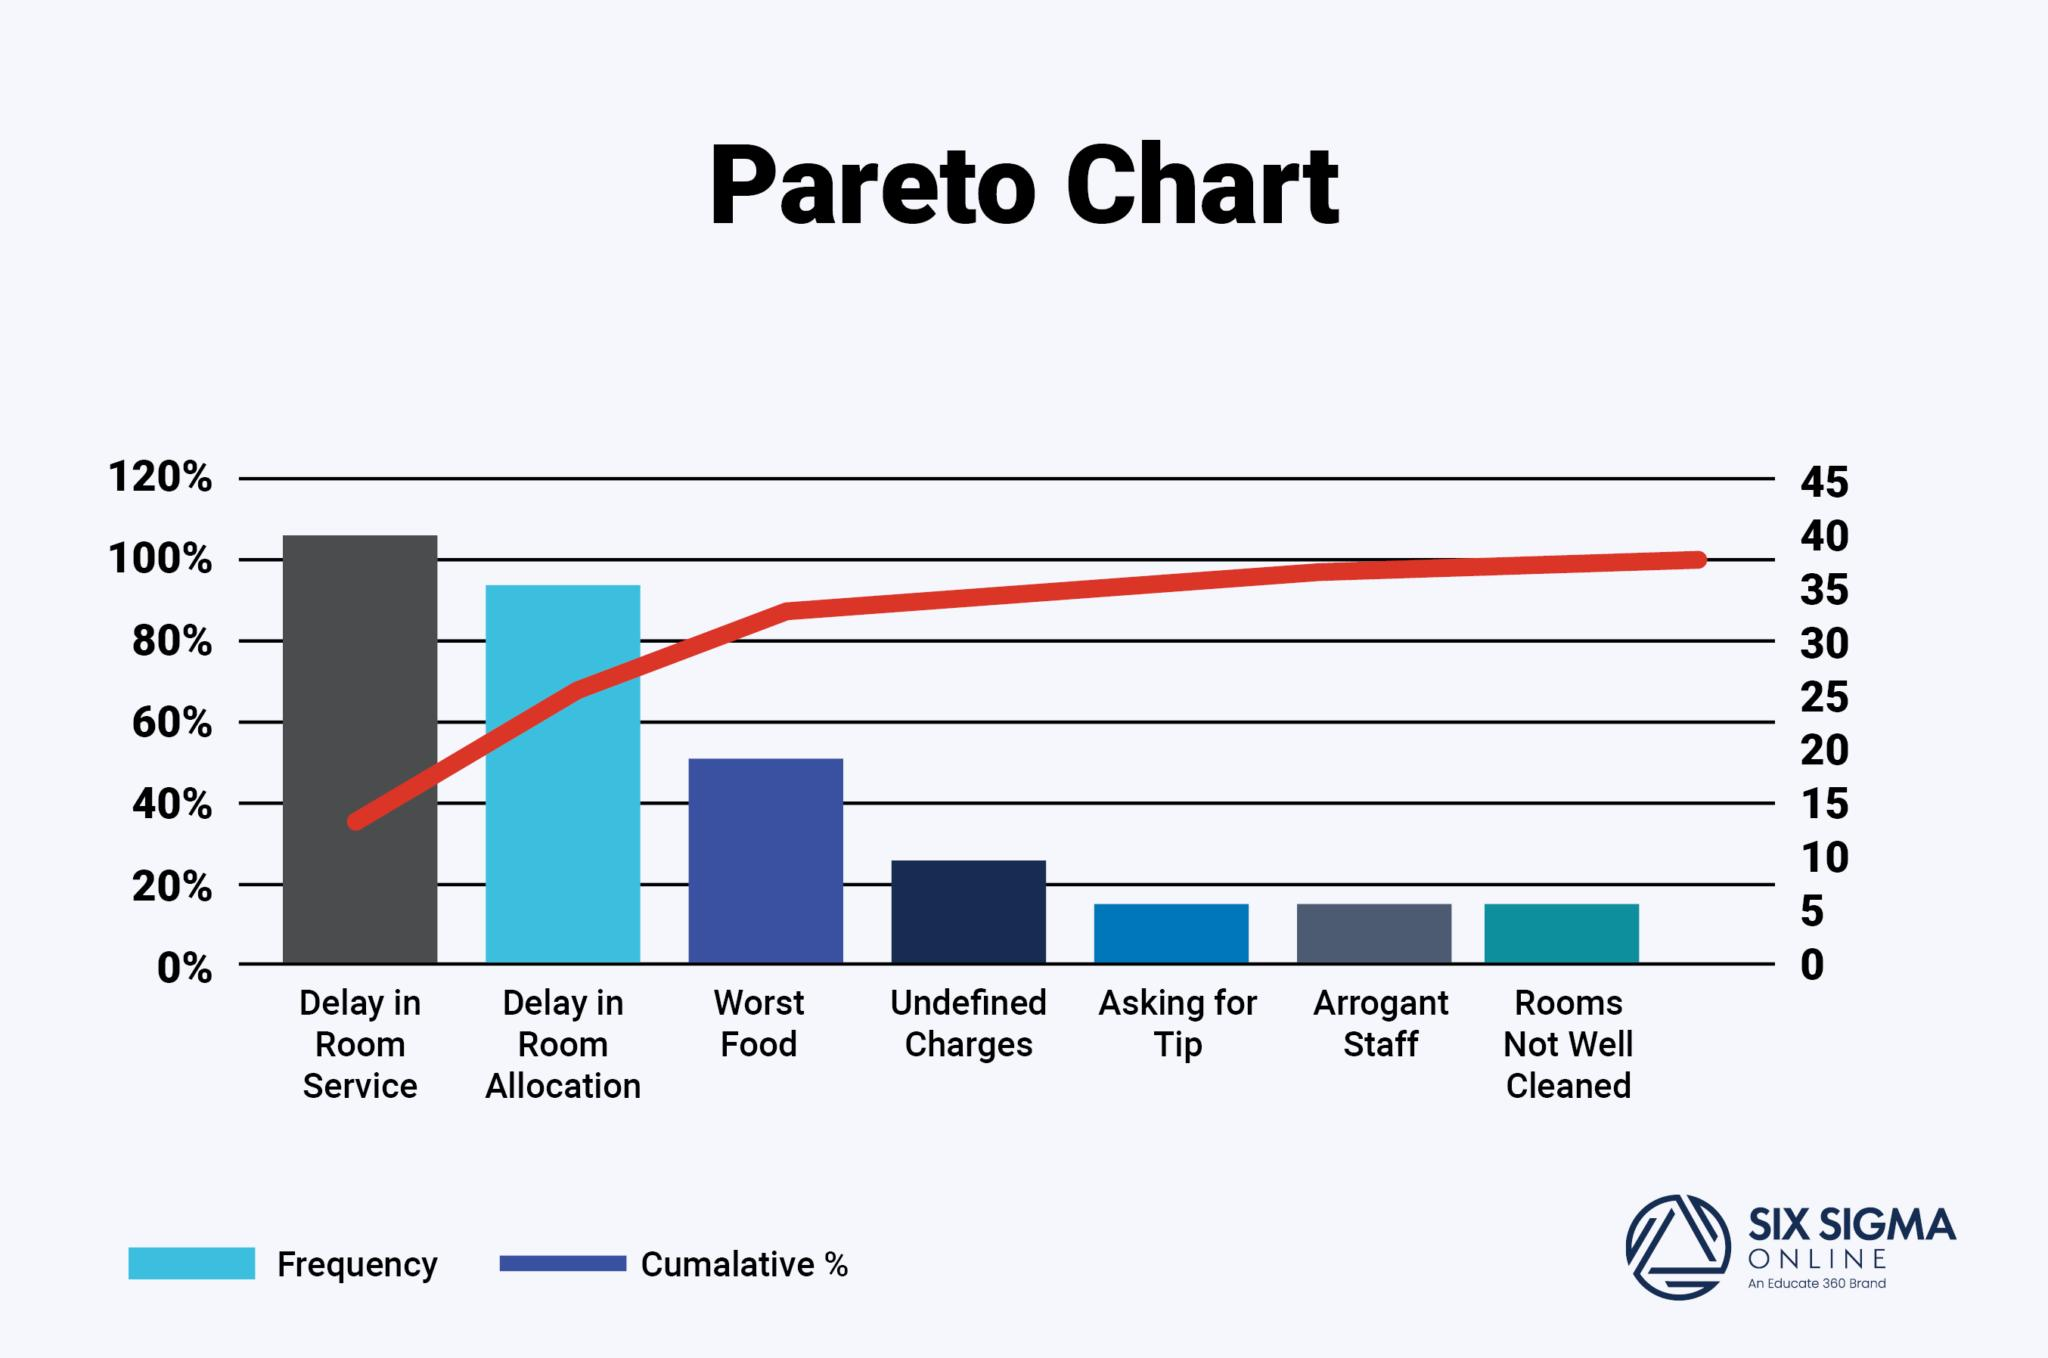 Pareto Chart
120%
100%
80%
60%
40%
20%
0%
45
40
35
30
25
20
15
10
5
0
Delay in
Room
Service
Delay in
Room
Allocation
Worst
Food
Undefined
Charges
Asking for
Tip
Arrogant
Staff
Rooms
Not Well
Cleaned
Frequency
Cumalative %
SIX SIGMA
ONLINE
An Educate 360 Brand